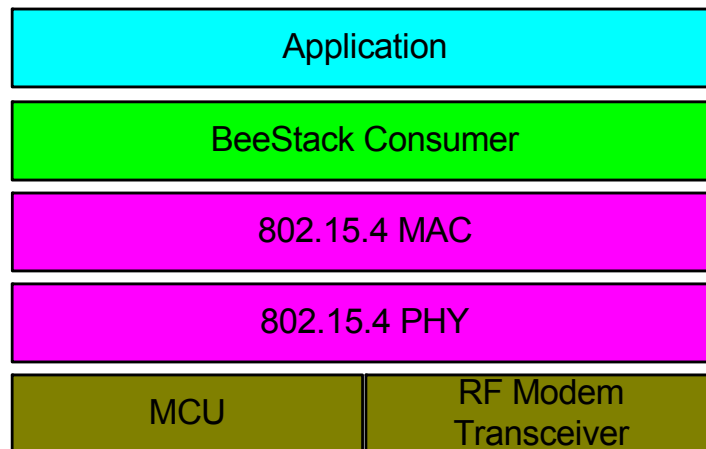 Application
BeeStack Consumer
802.15.4 MAC
802.15.4 PHY
MCU
RF Modem
Transceiver